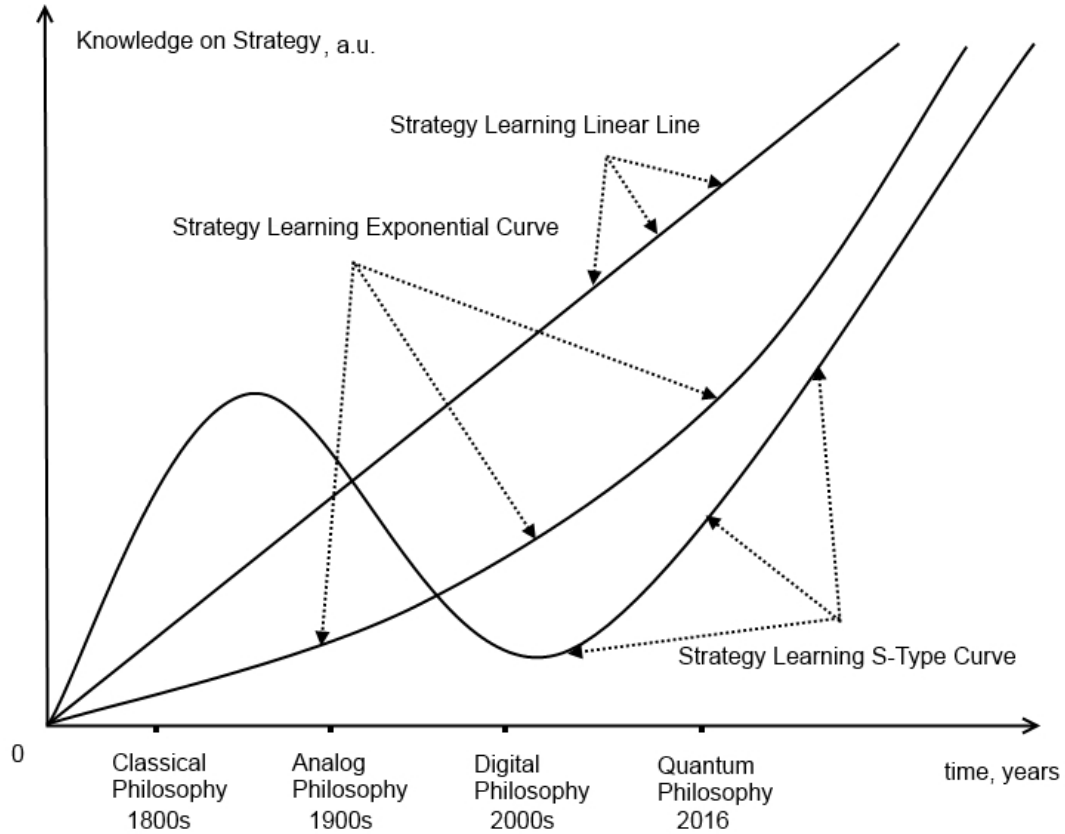 Knowledge on Strategy, a.u.
Strategy Learning Linear Line
Strategy Learning Exponential Curve
Strategy Learning S-Type Curve
0
Classical
Philosophy
1800s
Analog
Philosophy
1900s
Digital
Philosophy
2000s
Quantum
Philosophy
2016
time, years